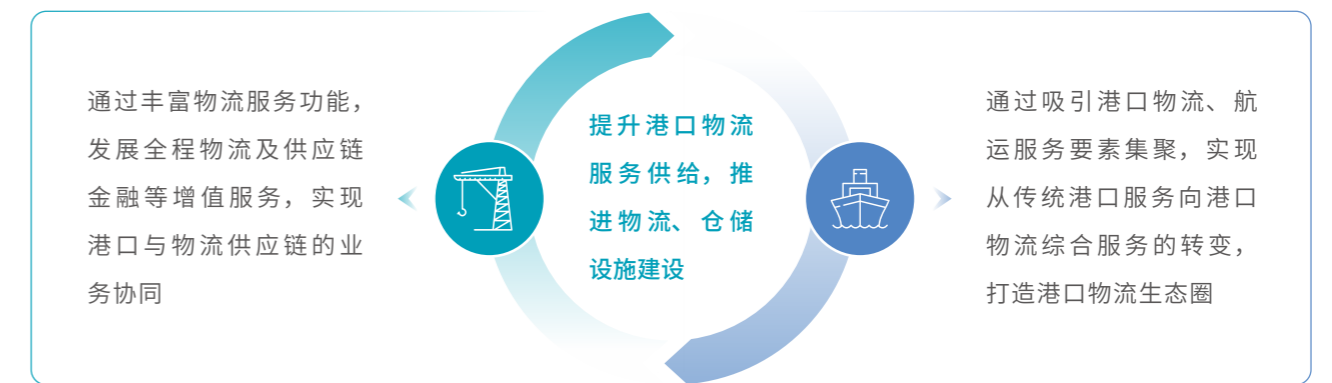 通过丰富物流服务功能，
发展全程物流及供应链
金融等增值服务，实现
港口与物流供应链的业
务协同
提升港口物流
服务供给，推
进物流、仓储
设施建设
通过吸引港口物流、航
运服务要素集聚，实现
从传统港口服务向港口
物流综合服务的转变，
打造港口物流生态圈